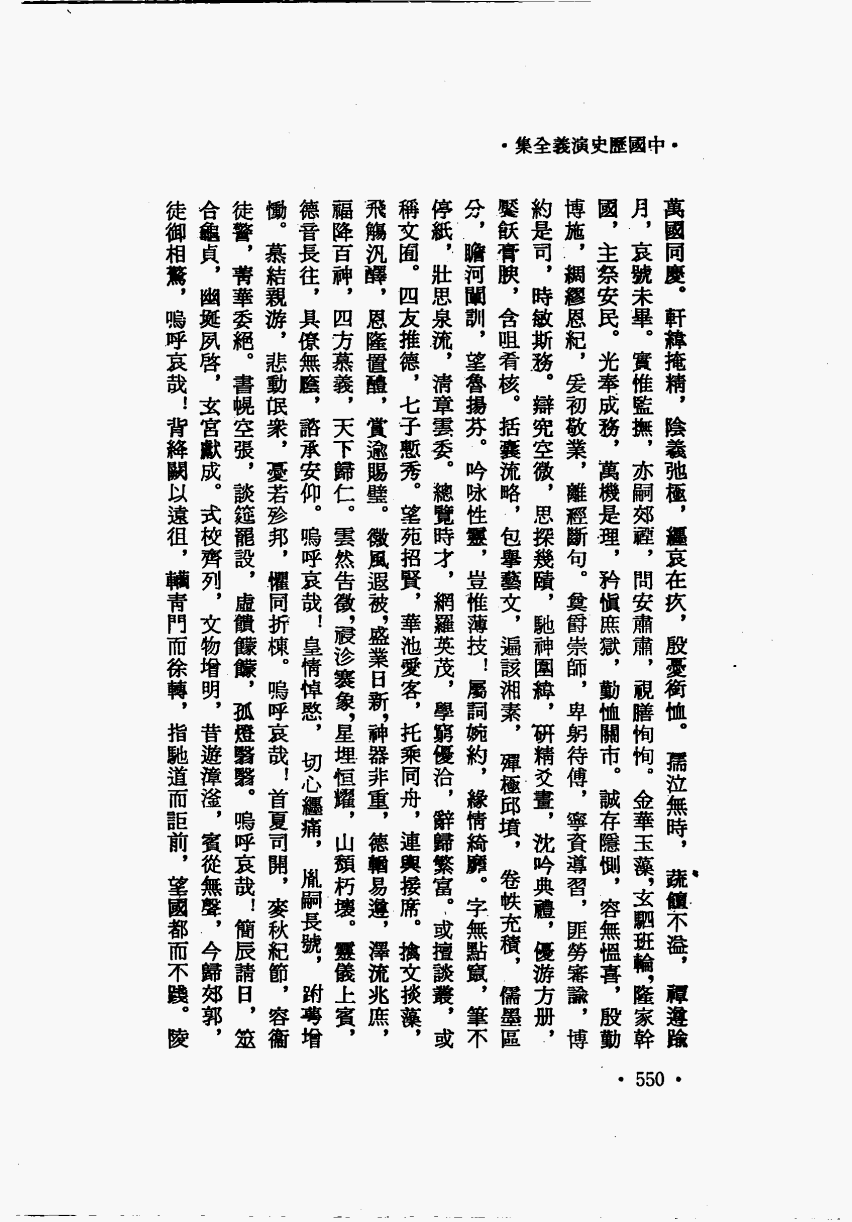 ·中國歷史演義全集·
萬國同慶。軒緯掩精，陰義弛極，纏哀在疚，殷憂銜恤。孺泣無時，蔬饘不溢，禫遵踰
月，哀號未畢。實惟監撫，亦嗣郊禋，問安肅肅，視膳恂恂。金華玉藻，玄駟班輪，隆家幹
國，主祭安民。光奉成務，萬機是理，矜愼庶獄，勤恤關市。誠存隱惻，容無慍喜，殷勤
博施，綢繆恩紀，爰初敬業，離經斷句。奠爵崇師，卑躬待傅，寧資導習，匪勞審諭，博
約是司，時敏斯務。辯究空微，思探幾賾，馳神圖緯，硏精爻畫，沈吟典禮，優游方册，
饜飫膏腴，含咀肴核。括囊流略，包舉藝文，遍該湘素，殫極邱墳，卷帙充積，儒墨區
分，瞻河闡訓，望魯揚芬。吟咏性靈，豈惟薄技！屬詞婉約，緣情綺靡。字無點竄，筆不
停紙，壯思泉流，淸章雲委。總覽時才，網羅英茂，學窮優洽，辭歸繁富。或擅談叢，或
稱文囿。四友推德，七子慙秀。望苑招賢，華池愛客，托乘同舟，連輿接席。摛文掞藻，
飛觴汎醳，恩隆置醴，賞逾賜璧。徽風遐被，盛業日新，神器非重，德輶易遵，澤流兆庶，
福降百神，四方慕義，天下歸仁。雲然告徵，祲沴褰象，星埋恒耀，山頹朽壞。靈儀上賓，
德音長往，具僚無廕，諮承安仰。嗚呼哀哉！皇情悼愍，切心纏痛，胤嗣長號，跗萼增
慟。慕結親游，悲動氓衆，憂若殄邦，懼同折棟。嗚呼哀哉！首夏司開，麥秋紀節，容衞
徒警，菁華委絕。書幌空張，談筵罷設，虛饋饛饛，孤燈翳翳。嗚呼哀哉！簡辰請日，筮
合龜貞，幽埏夙啓，玄宮獻成。式校齊列，文物增明，昔遊漳滏，賓從無聲，今歸郊郭，
徒御相驚，嗚呼哀哉！背絳闕以遠徂，轥青門而徐轉，指馳道而詎前，望國都而不踐。陵
·550·